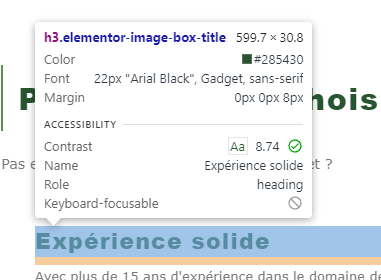 h3.elementor-image-box-title 599.7 × 30.8
Color #285430
Font 22px "Arial Black", Gadget, sans-serif
Margin 0px 0px 8px
ACCESSIBILITY
Contrast Aa 8.74
Name Expérience solide
Role heading
Keyboard-focusable
P hois
Pas e et ?
Expérience solide
Avec plus de 15 ans d'expérience dans le domaine de